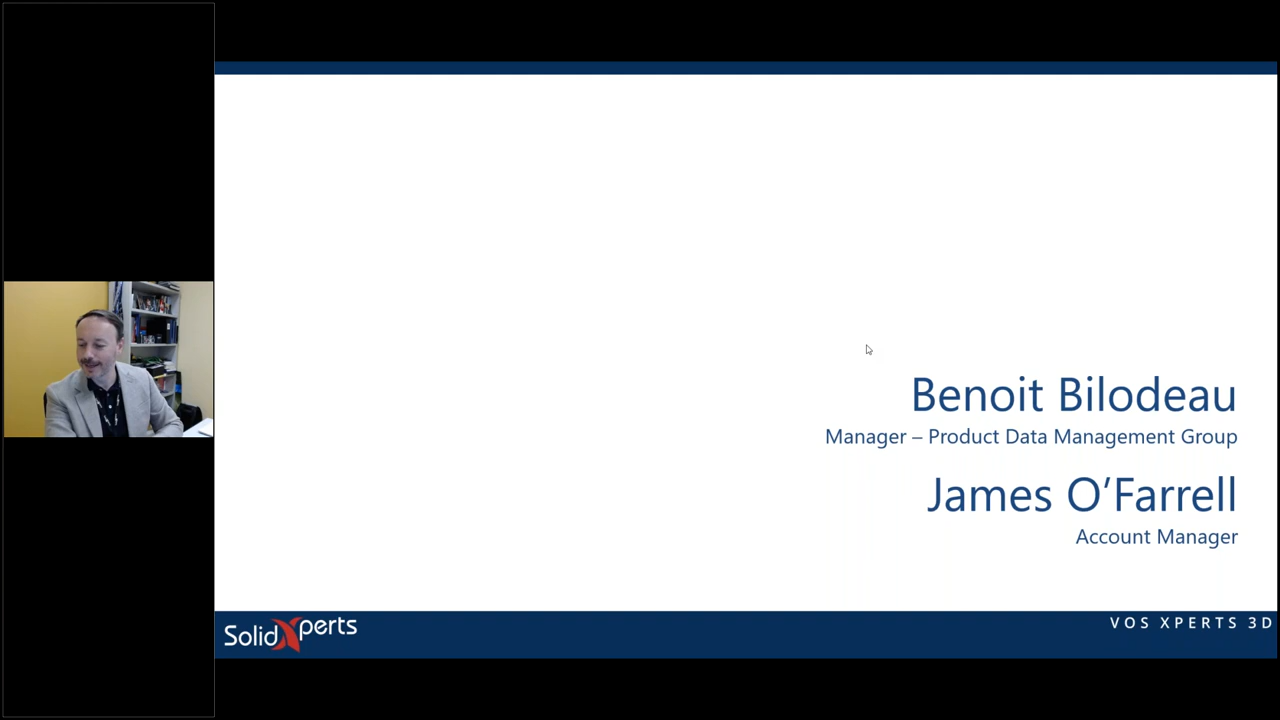 Benoit Bilodeau
Manager – Product Data Management Group
James O’Farrell
Account Manager
SolidXperts
VOS XPERTS 3D